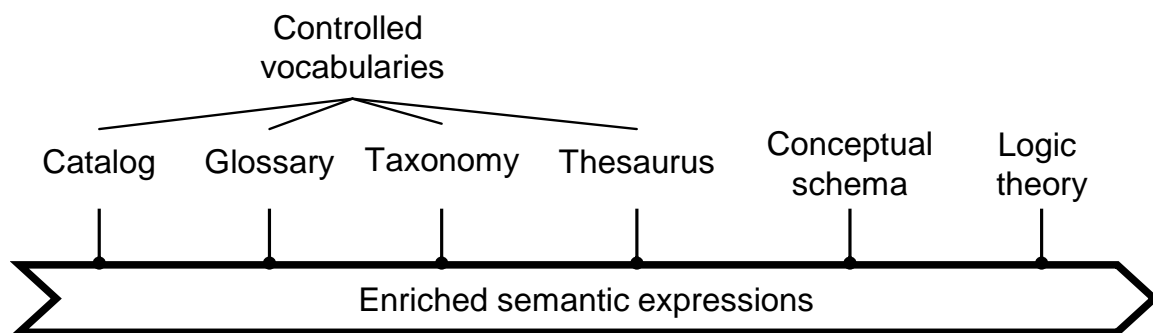 Controlled
vocabularies
Catalog
Glossary
Taxonomy
Thesaurus
Conceptual
schema
Logic
theory
Enriched semantic expressions